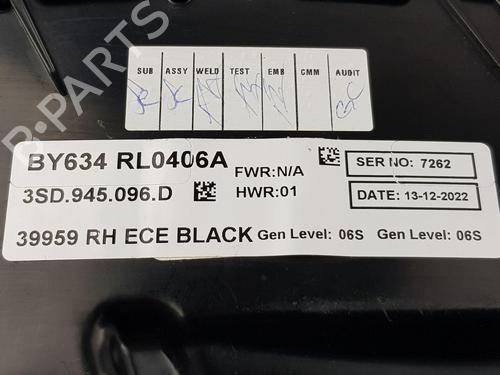 SUB ASSY WELD TEST EMB CMM AUDIT
BY634 RL0406A
FWR:N/A
SER NO: 7262
3SD.945.096.D
HWR:01
DATE: 13-12-2022
39959 RH ECE BLACK Gen Level: 06S Gen Level: 06S
B-PARTS